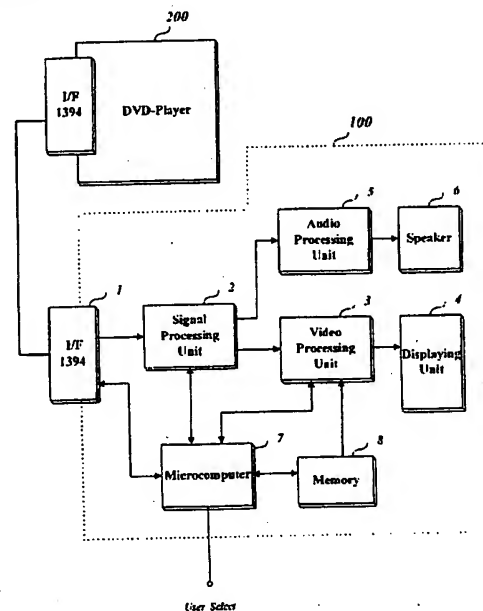 200
I/F
1394
DVD-Player
100
5
Audio
Processing
Unit
6
Speaker
1
I/F
1394
2
Signal
Processing
Unit
3
Video
Processing
Unit
4
Displaying
Unit
7
Microcomputer
8
Memory
User Select